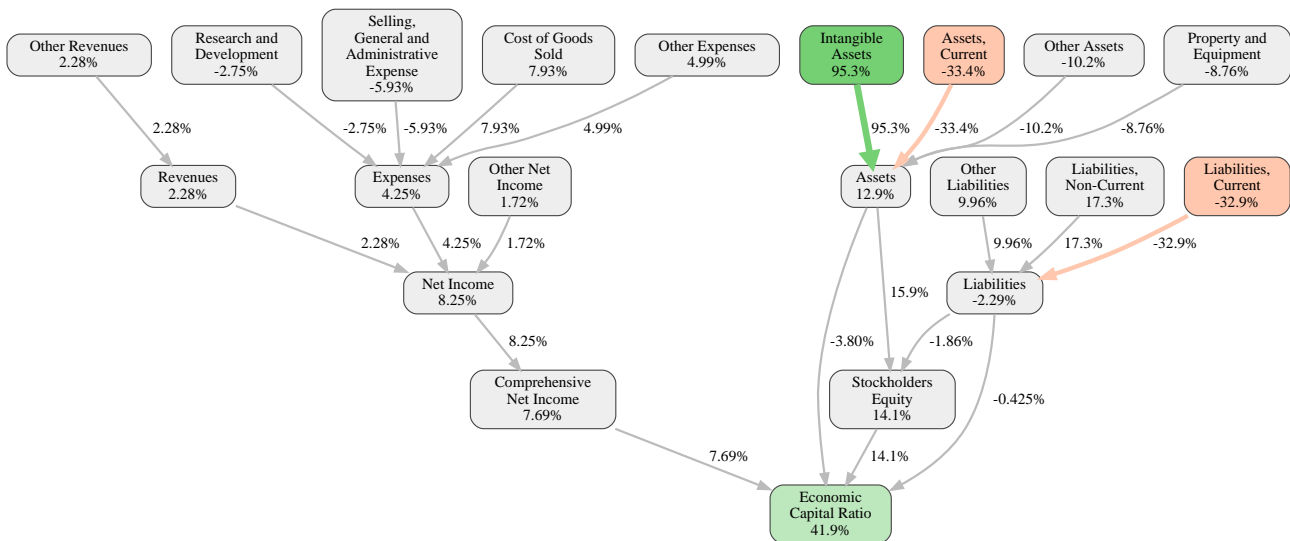 Other Revenues
2.28%
Research and
Development
-2.75%
Selling,
General and
Administrative
Expense
-5.93%
Cost of Goods
Sold
7.93%
Other Expenses
4.99%
Intangible
Assets
95.3%
Assets,
Current
-33.4%
Other Assets
-10.2%
Property and
Equipment
-8.76%
2.28%
-2.75%
-5.93%
7.93%
4.99%
95.3%
-33.4%
-10.2%
-8.76%
Revenues
2.28%
Expenses
4.25%
Other Net
Income
1.72%
Assets
12.9%
Other
Liabilities
9.96%
Liabilities,
Non-Current
17.3%
Liabilities,
Current
-32.9%
2.28%
4.25%
1.72%
9.96%
17.3%
-32.9%
Net Income
8.25%
15.9%
Liabilities
-2.29%
8.25%
-3.80%
-1.86%
Comprehensive
Net Income
7.69%
Stockholders
Equity
14.1%
-0.425%
7.69%
14.1%
Economic
Capital Ratio
41.9%